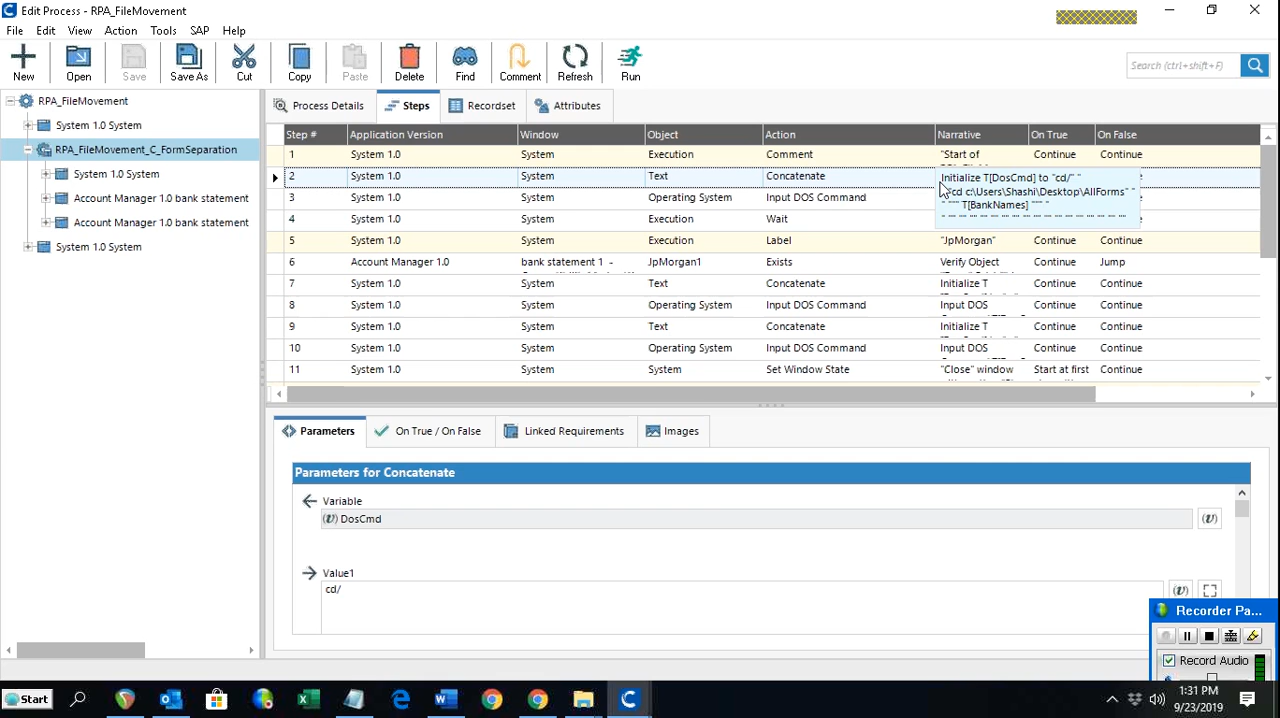 Edit Process - RPA_FileMovement
File Edit View Action Tools SAP Help
New Open Save Save As Cut Copy Paste Delete Find Comment Refresh Run
Search (ctrl+shift+F)
RPA_FileMovement
System 1.0 System
RPA_FileMovement_C_FormSeparation
System 1.0 System
Account Manager 1.0 bank statement
Account Manager 1.0 bank statement
System 1.0 System
Process Details Steps Recordset Attributes
Step # Application Version Window Object Action Narrative On True On False
1 System 1.0 System Execution Comment "Start of Continue Continue
2 System 1.0 System Text Concatenate
Initialize T[DosCmd] to "cd/" "
"cd c:\Users\Shashi\Desktop\AllForms" "
" """ T[BankNames] """ "
3 System 1.0 System Operating System Input DOS Command
4 System 1.0 System Execution Wait
5 System 1.0 System Execution Label "JpMorgan" Continue Continue
6 Account Manager 1.0 bank statement 1 - JpMorgan1 Exists Verify Object Continue Jump
7 System 1.0 System Text Concatenate Initialize T Continue Continue
8 System 1.0 System Operating System Input DOS Command Input DOS Continue Continue
9 System 1.0 System Text Concatenate Initialize T Continue Continue
10 System 1.0 System Operating System Input DOS Command Input DOS Continue Continue
11 System 1.0 System System Set Window State "Close" window Start at first Continue
Parameters On True / On False Linked Requirements Images
Parameters for Concatenate
Variable
(v) DosCmd (v)
Value1
cd/ (v)
Recorder Pa...
Record Audio
Start
1:31 PM
9/23/2019